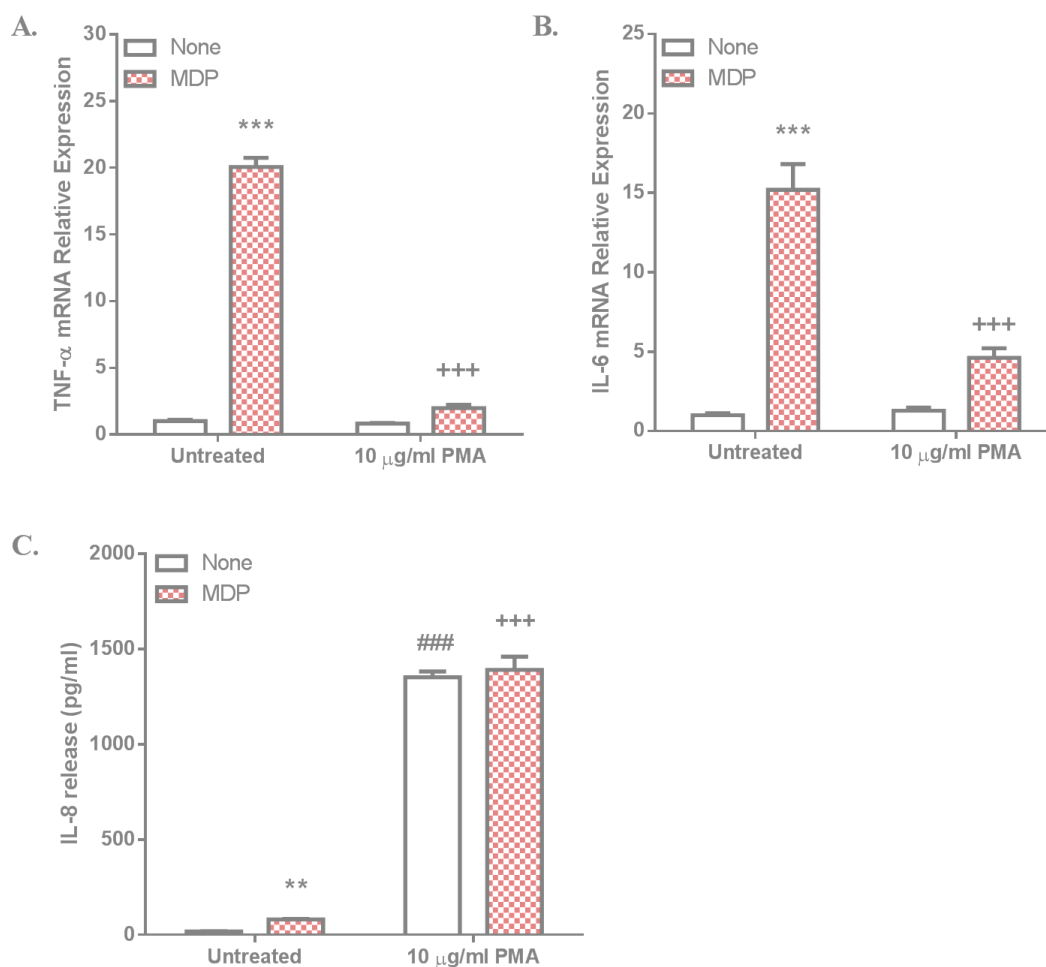 A.
TNF-α mRNA Relative Expression
30
25
20
15
10
5
0
None
MDP
***
+++
Untreated
10 μg/ml PMA
B.
IL-6 mRNA Relative Expression
25
20
15
10
5
0
None
MDP
***
+++
Untreated
10 μg/ml PMA
C.
IL-8 release (pg/ml)
2000
1500
1000
500
0
None
MDP
**
###
+++
Untreated
10 μg/ml PMA